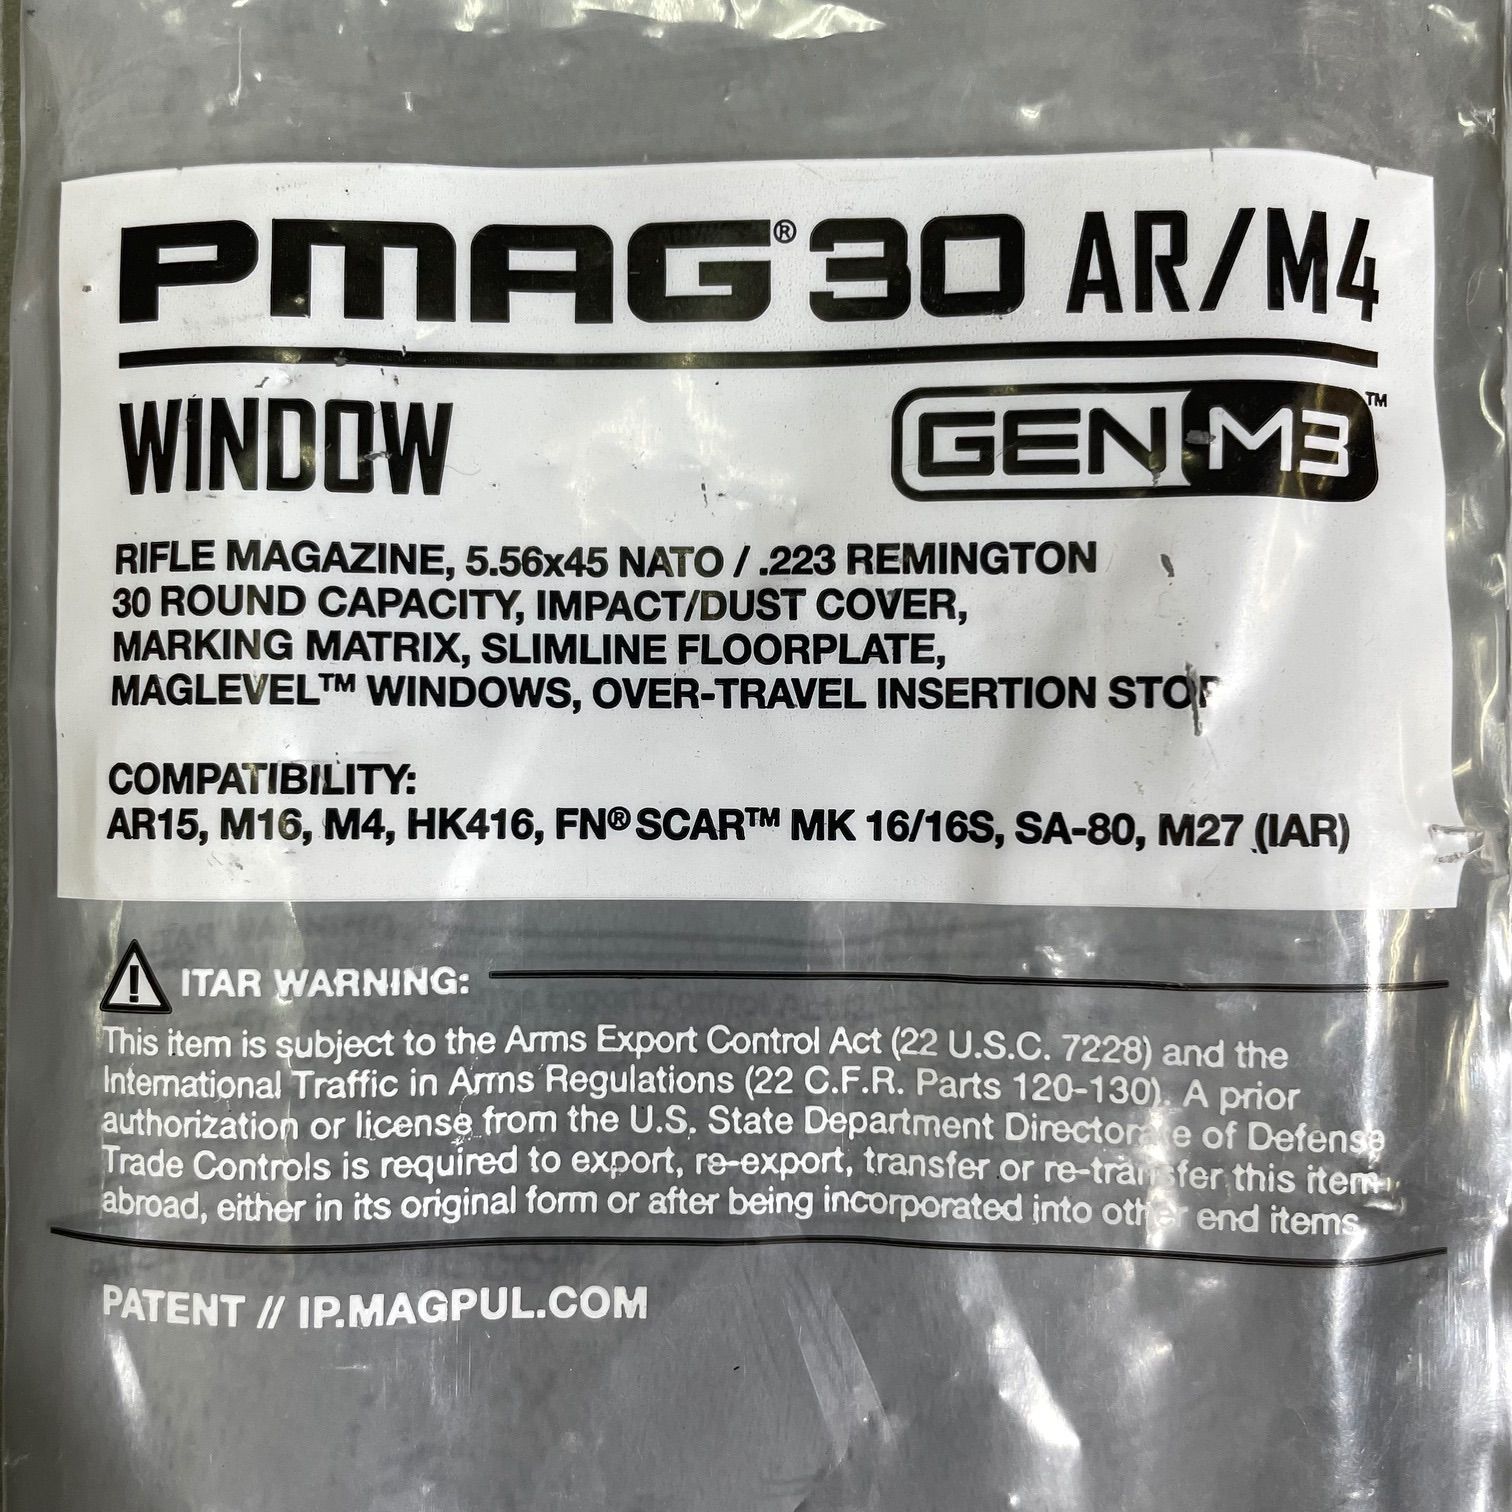 PMAG® 30 AR/M4
WINDOW
GEN M3™
RIFLE MAGAZINE, 5.56x45 NATO / .223 REMINGTON
30 ROUND CAPACITY, IMPACT/DUST COVER,
MARKING MATRIX, SLIMLINE FLOORPLATE,
MAGLEVEL™ WINDOWS, OVER-TRAVEL INSERTION STOP
COMPATIBILITY:
AR15, M16, M4, HK416, FN® SCAR™ MK 16/16S, SA-80, M27 (IAR)
ITAR WARNING:
This item is subject to the Arms Export Control Act (22 U.S.C. 7228) and the
International Traffic in Arms Regulations (22 C.F.R. Parts 120-130). A prior
authorization or license from the U.S. State Department Directorate of Defense
Trade Controls is required to export, re-export, transfer or re-transfer this item
abroad, either in its original form or after being incorporated into other end items.
PATENT // IP.MAGPUL.COM